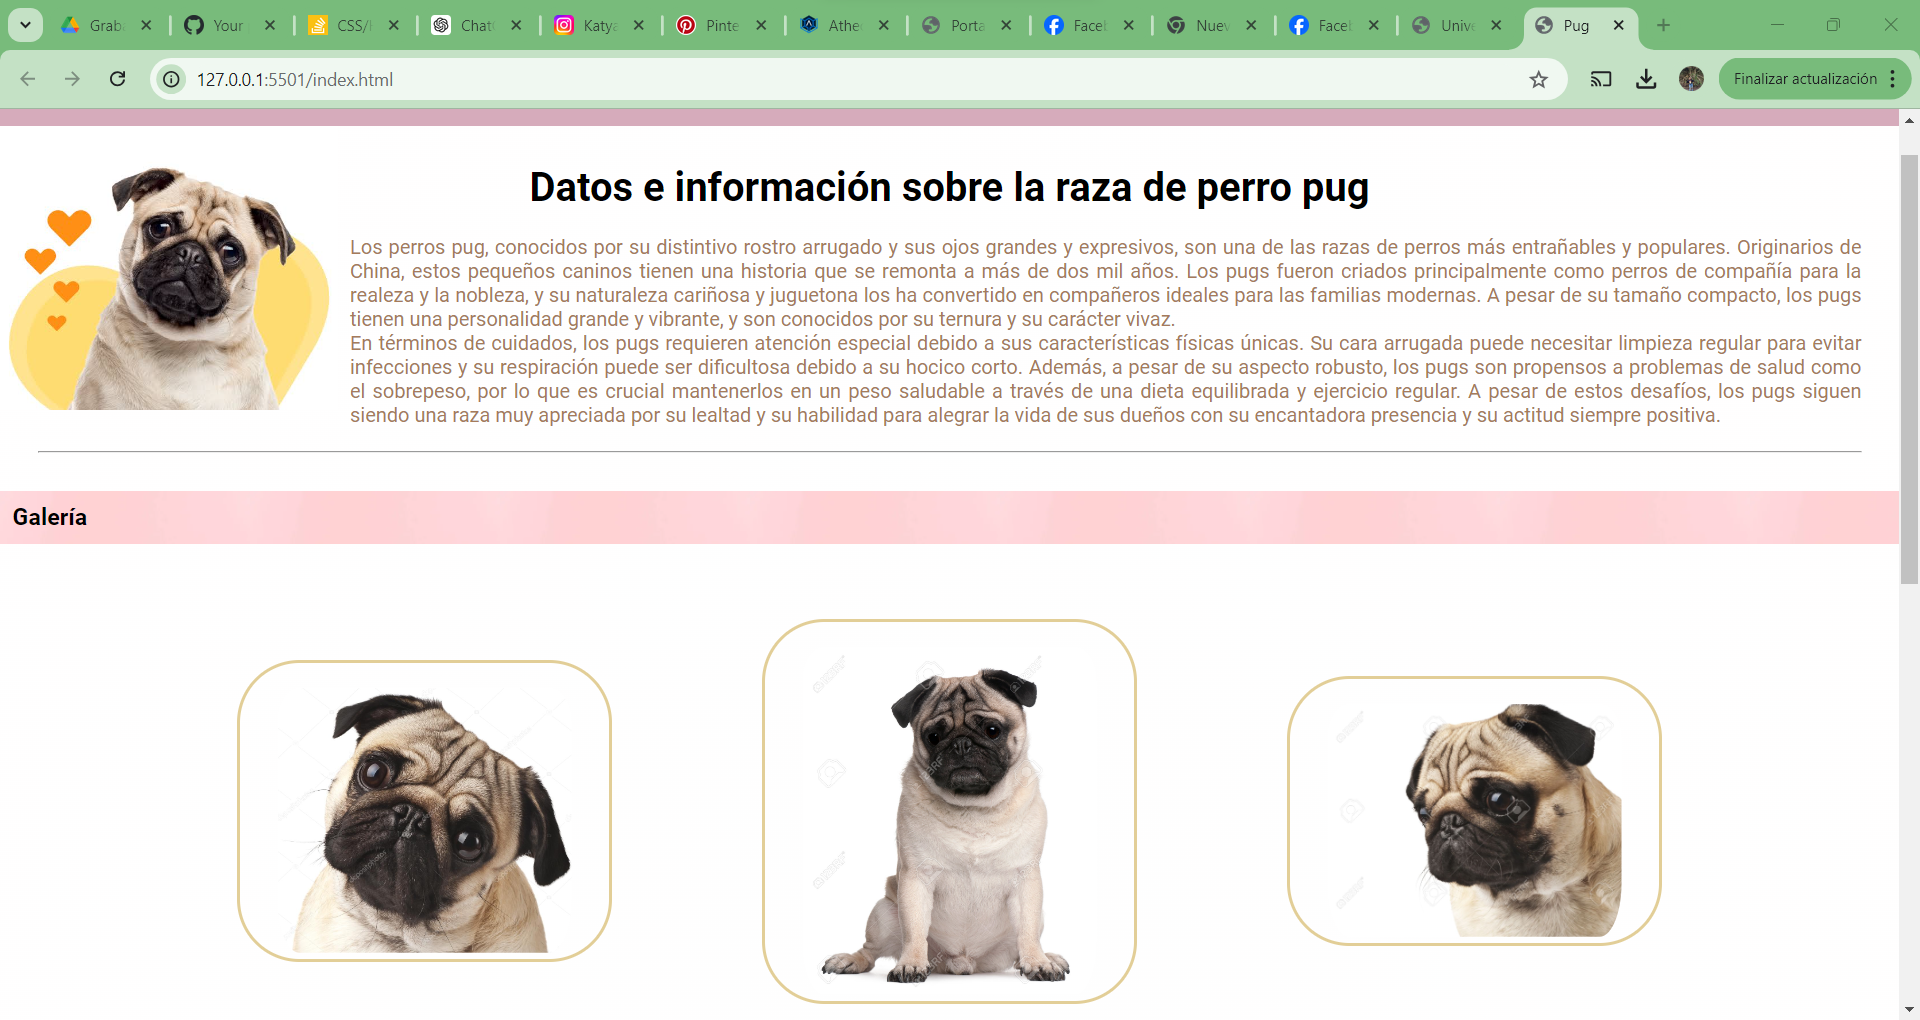 Grab
Your
CSS/
Chat
Katya
Pinte
Athe
Porta
Face
Nuev
Face
Unive
Pug
127.0.0.1:5501/index.html
Finalizar actualización
Datos e información sobre la raza de perro pug
Los perros pug, conocidos por su distintivo rostro arrugado y sus ojos grandes y expresivos, son una de las razas de perros más entrañables y populares. Originarios de
China, estos pequeños caninos tienen una historia que se remonta a más de dos mil años. Los pugs fueron criados principalmente como perros de compañía para la
realeza y la nobleza, y su naturaleza cariñosa y juguetona los ha convertido en compañeros ideales para las familias modernas. A pesar de su tamaño compacto, los pugs
tienen una personalidad grande y vibrante, y son conocidos por su ternura y su carácter vivaz.
En términos de cuidados, los pugs requieren atención especial debido a sus características físicas únicas. Su cara arrugada puede necesitar limpieza regular para evitar
infecciones y su respiración puede ser dificultosa debido a su hocico corto. Además, a pesar de su aspecto robusto, los pugs son propensos a problemas de salud como
el sobrepeso, por lo que es crucial mantenerlos en un peso saludable a través de una dieta equilibrada y ejercicio regular. A pesar de estos desafíos, los pugs siguen
siendo una raza muy apreciada por su lealtad y su habilidad para alegrar la vida de sus dueños con su encantadora presencia y su actitud siempre positiva.
Galería